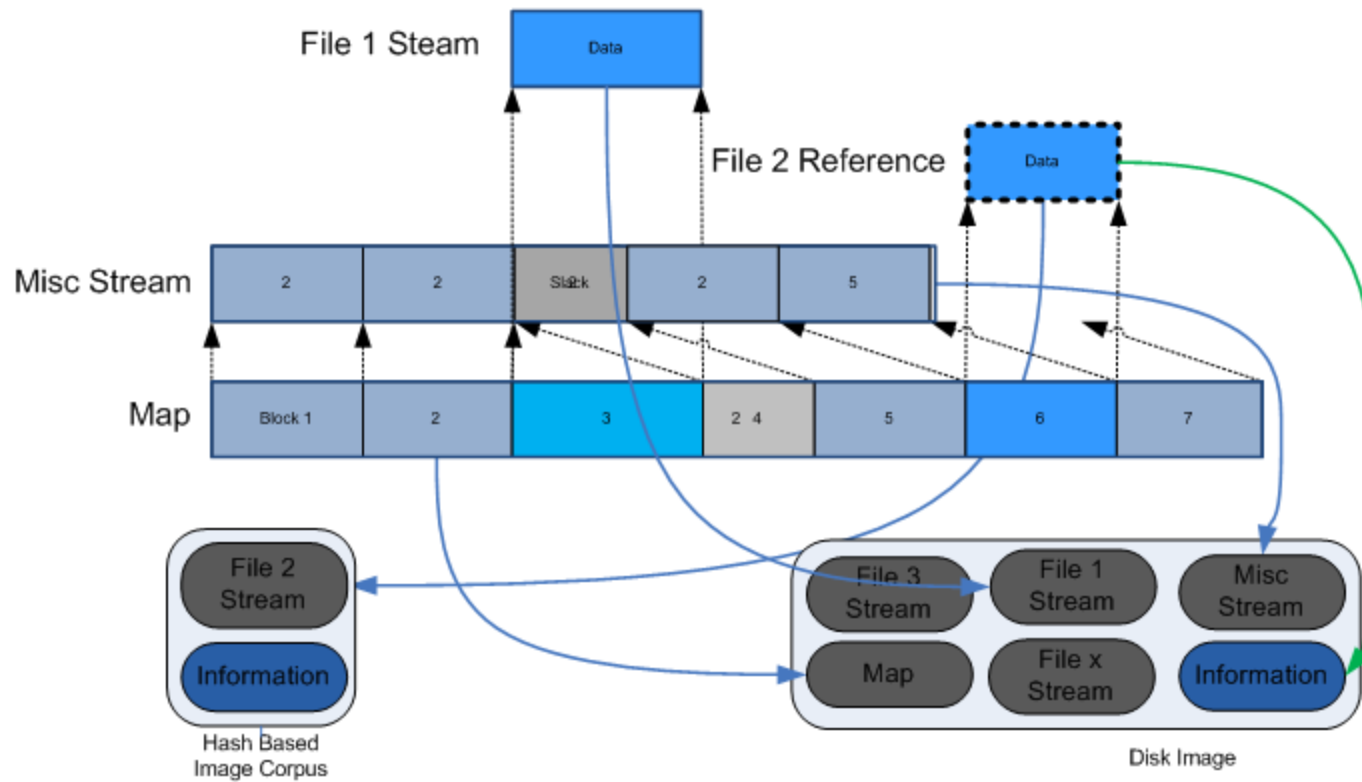 File 1 Steam
Data
File 2 Reference
Data
Misc Stream
2
2
Slack
2
2
5
Map
Block 1
2
3
2 4
5
6
7
File 2
Stream
Information
Hash Based
Image Corpus
File 3
Stream
File 1
Stream
Misc
Stream
Map
File x
Stream
Information
Disk Image